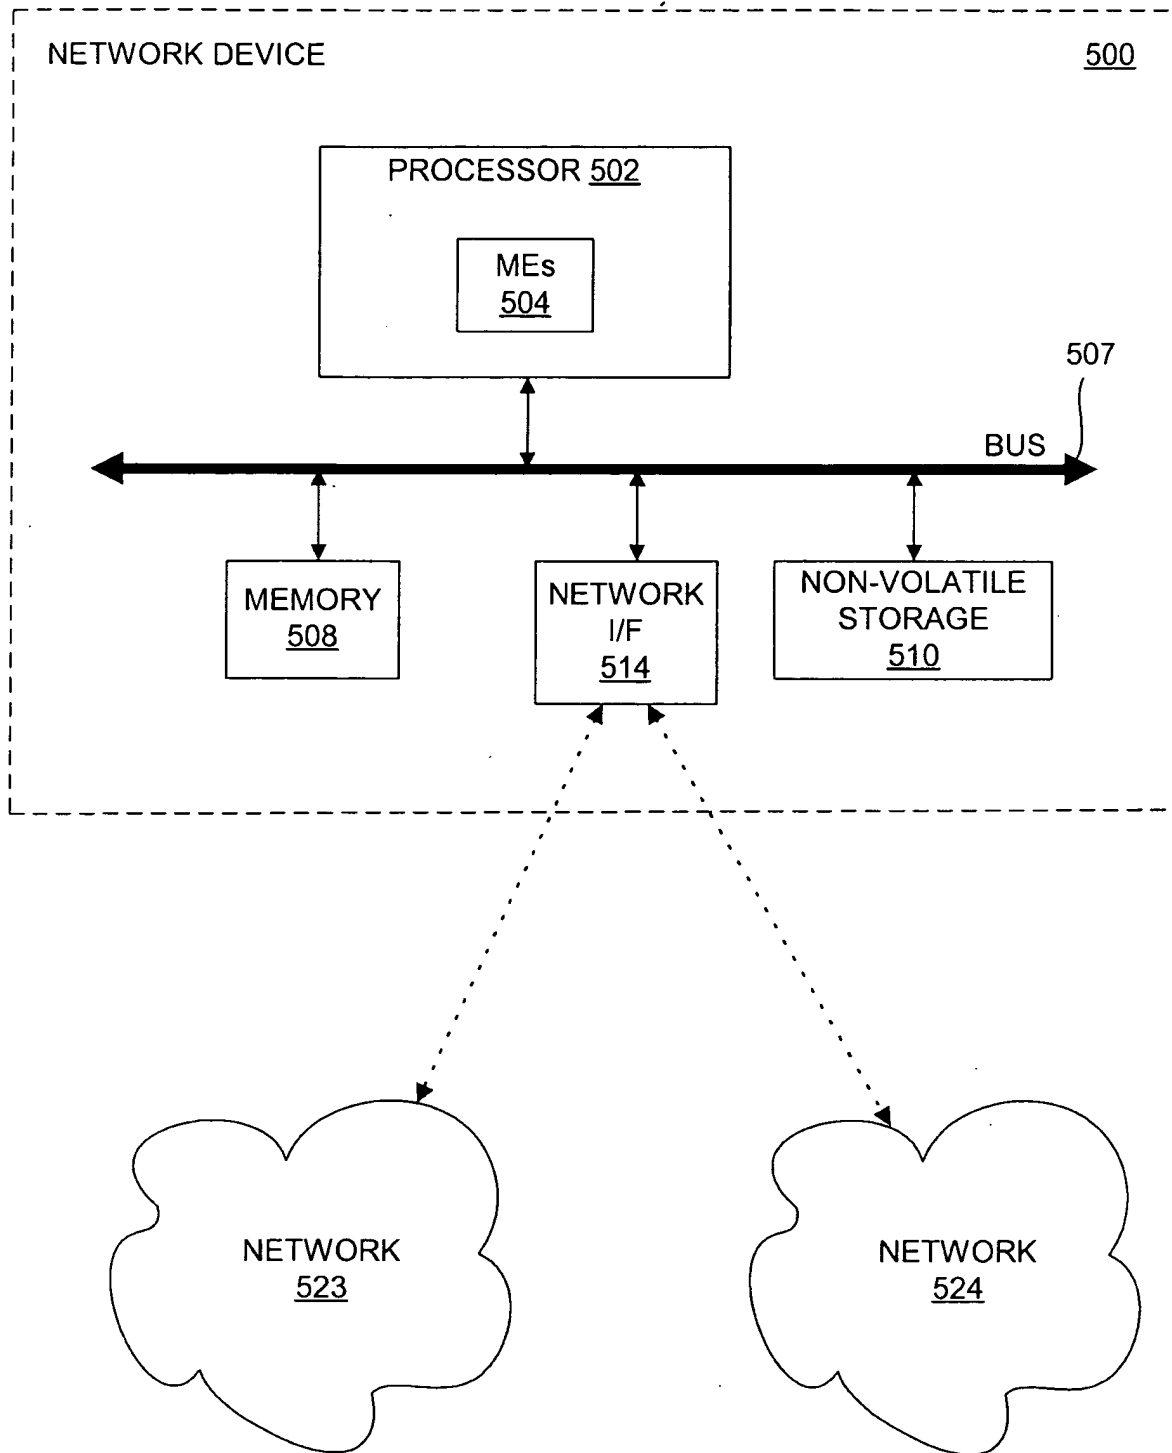 NETWORK DEVICE
500
PROCESSOR 502
MEs
504
507
BUS
MEMORY
508
NETWORK
I/F
514
NON-VOLATILE
STORAGE
510
NETWORK
523
NETWORK
524